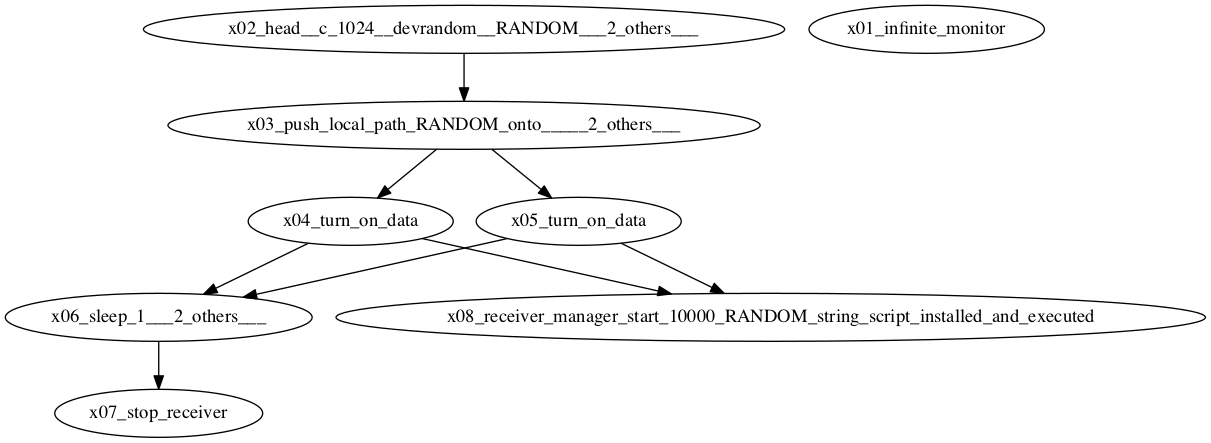 x02_head__c_1024__devrandom__RANDOM___2_others___
x01_infinite_monitor
x03_push_local_path_RANDOM_onto_____2_others___
x04_turn_on_data
x05_turn_on_data
x06_sleep_1___2_others___
x08_receiver_manager_start_10000_RANDOM_string_script_installed_and_executed
x07_stop_receiver